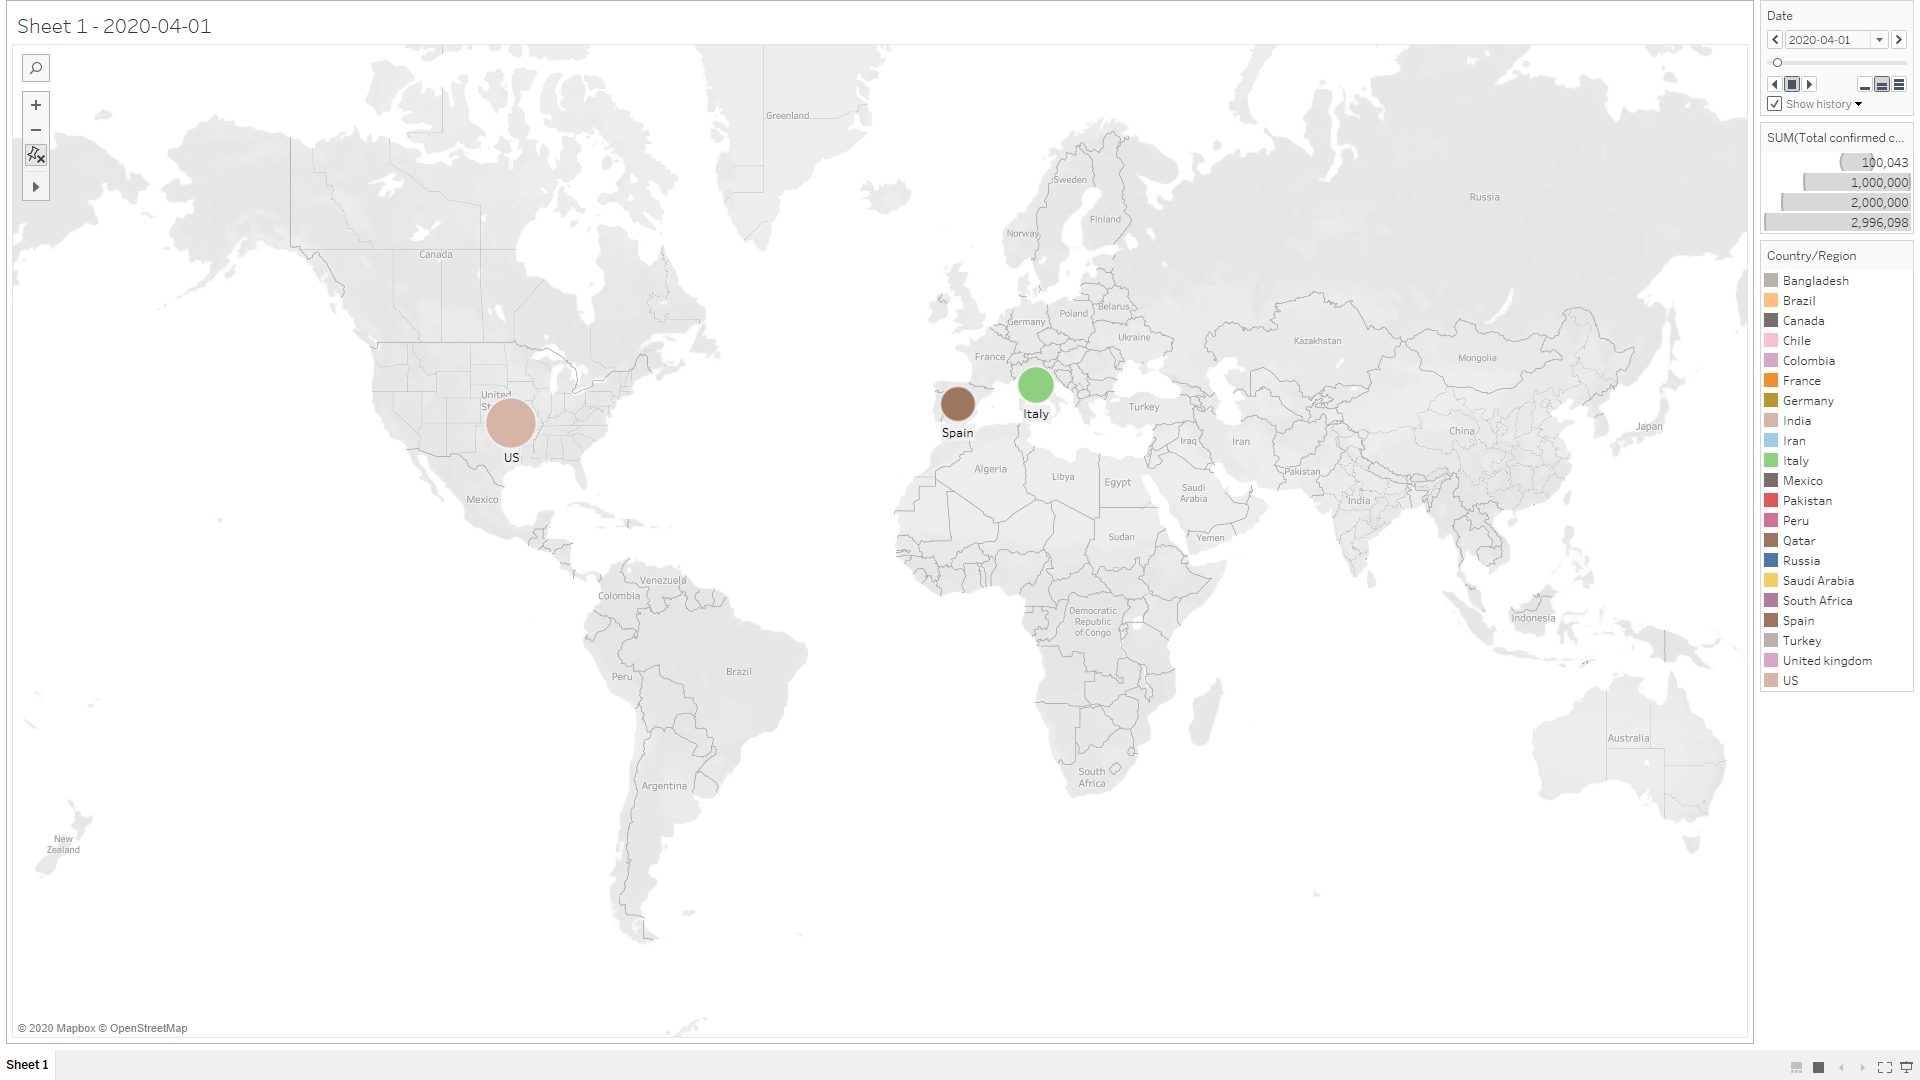 Sheet 1 - 2020-04-01
Greenland
Sweden
Finland
Norway
Russia
Canada
Germany
Poland
Belarus
Ukraine
France
Kazakhstan
Mongolia
United
St
US
Spain
Italy
Turkey
Iraq
Iran
China
Japan
Mexico
Algeria
Libya
Egypt
Saudi
Arabia
Pakistan
India
Sudan
Yemen
Venezuela
Colombia
Democratic
Republic
of Congo
Indonesia
Peru
Brazil
Argentina
South
Africa
Australia
New
Zealand
© 2020 Mapbox © OpenStreetMap
Date
2020-04-01
Show history
SUM(Total confirmed c...
100,043
1,000,000
2,000,000
2,996,098
Country/Region
Bangladesh
Brazil
Canada
Chile
Colombia
France
Germany
India
Iran
Italy
Mexico
Pakistan
Peru
Qatar
Russia
Saudi Arabia
South Africa
Spain
Turkey
United kingdom
US
Sheet 1